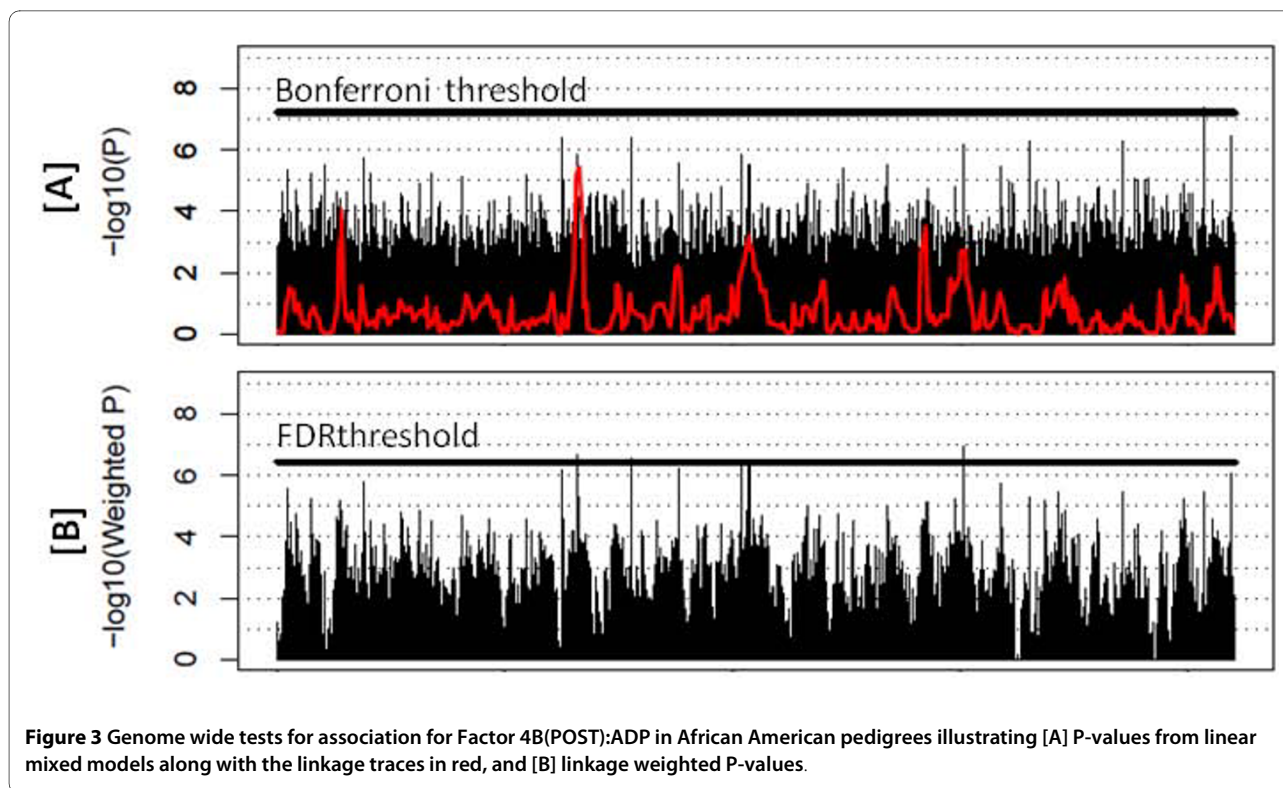 [A]
−log10(P)
8
6
4
2
0
Bonferroni threshold
[B]
−log10(Weighted P)
8
6
4
2
0
FDRthreshold
Figure 3 Genome wide tests for association for Factor 4B(POST):ADP in African American pedigrees illustrating [A] P-values from linear
mixed models along with the linkage traces in red, and [B] linkage weighted P-values.